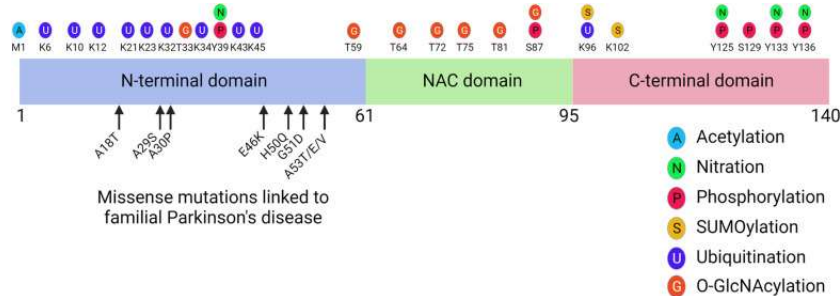 N G O S O N N N
A U U U U U U G U P U U G G G G G P U S P P P P
M1 K6 K10 K12 K21 K23 K32 T33 K34 Y39 K43 K45 T59 T64 T72 T75 T81 S87 K96 K102 Y125 S129 Y133 Y136
N-terminal domain NAC domain C-terminal domain
1 61 95 140
A18T A29S A30P E46K H50Q G51D A53T/E/V
Missense mutations linked to
familial Parkinson's disease
A Acetylation
N Nitration
P Phosphorylation
S SUMOylation
U Ubiquitination
G O-GlcNAcylation